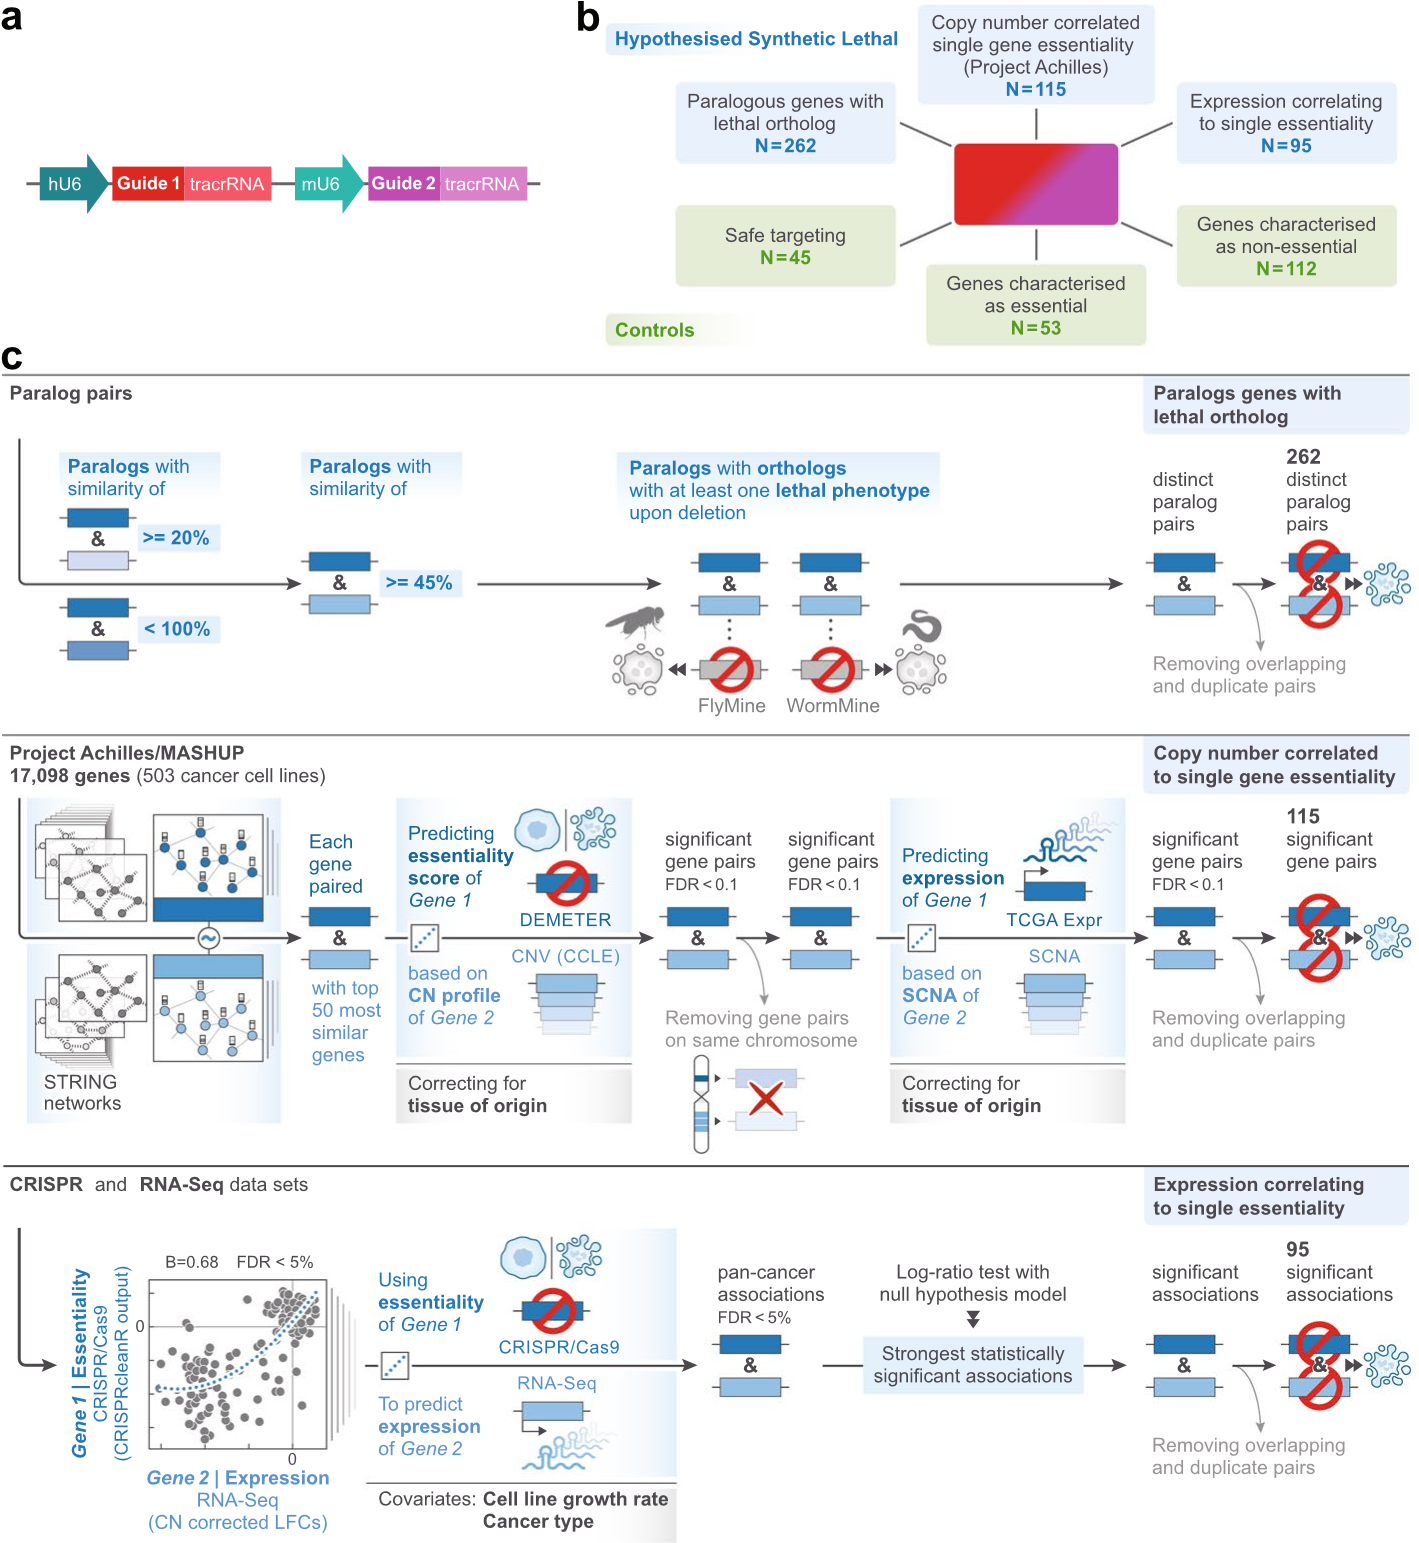 a
hU6
Guide 1
tracrRNA
mU6
Guide 2
tracrRNA
b
Hypothesised Synthetic Lethal
Copy number correlated
single gene essentiality
(Project Achilles)
N=115
Paralogous genes with
lethal ortholog
N=262
Expression correlating
to single essentiality
N=95
Safe targeting
N=45
Genes characterised
as essential
N=53
Genes characterised
as non-essential
N=112
Controls
c
Paralog pairs
Paralogs genes with
lethal ortholog
Paralogs with
similarity of
&
>= 20%
&
< 100%
Paralogs with
similarity of
&
>= 45%
Paralogs with orthologs
with at least one lethal phenotype
upon deletion
&
&
FlyMine
WormMine
distinct
paralog
pairs
&
262
distinct
paralog
pairs
&
Removing overlapping
and duplicate pairs
Project Achilles/MASHUP
17,098 genes (503 cancer cell lines)
Copy number correlated
to single gene essentiality
STRING
networks
Each
gene
paired
&
with top
50 most
similar
genes
Predicting
essentiality
score of
Gene 1
DEMETER
CNV (CCLE)
based on
CN profile
of Gene 2
Correcting for
tissue of origin
significant
gene pairs
FDR < 0.1
&
significant
gene pairs
FDR < 0.1
&
Removing gene pairs
on same chromosome
Predicting
expression
of Gene 1
TCGA Expr
SCNA
based on
SCNA of
Gene 2
Correcting for
tissue of origin
significant
gene pairs
FDR < 0.1
&
115
significant
gene pairs
&
Removing overlapping
and duplicate pairs
CRISPR and RNA-Seq data sets
Expression correlating
to single essentiality
B=0.68 FDR < 5%
Gene 1 | Essentiality
CRISPR/Cas9
(CRISPRcleanR output)
0
0
Gene 2 | Expression
RNA-Seq
(CN corrected LFCs)
Using
essentiality
of Gene 1
CRISPR/Cas9
RNA-Seq
To predict
expression
of Gene 2
Covariates: Cell line growth rate
Cancer type
pan-cancer
associations
FDR < 5%
&
Log-ratio test with
null hypothesis model
Strongest statistically
significant associations
significant
associations
&
95
significant
associations
&
Removing overlapping
and duplicate pairs